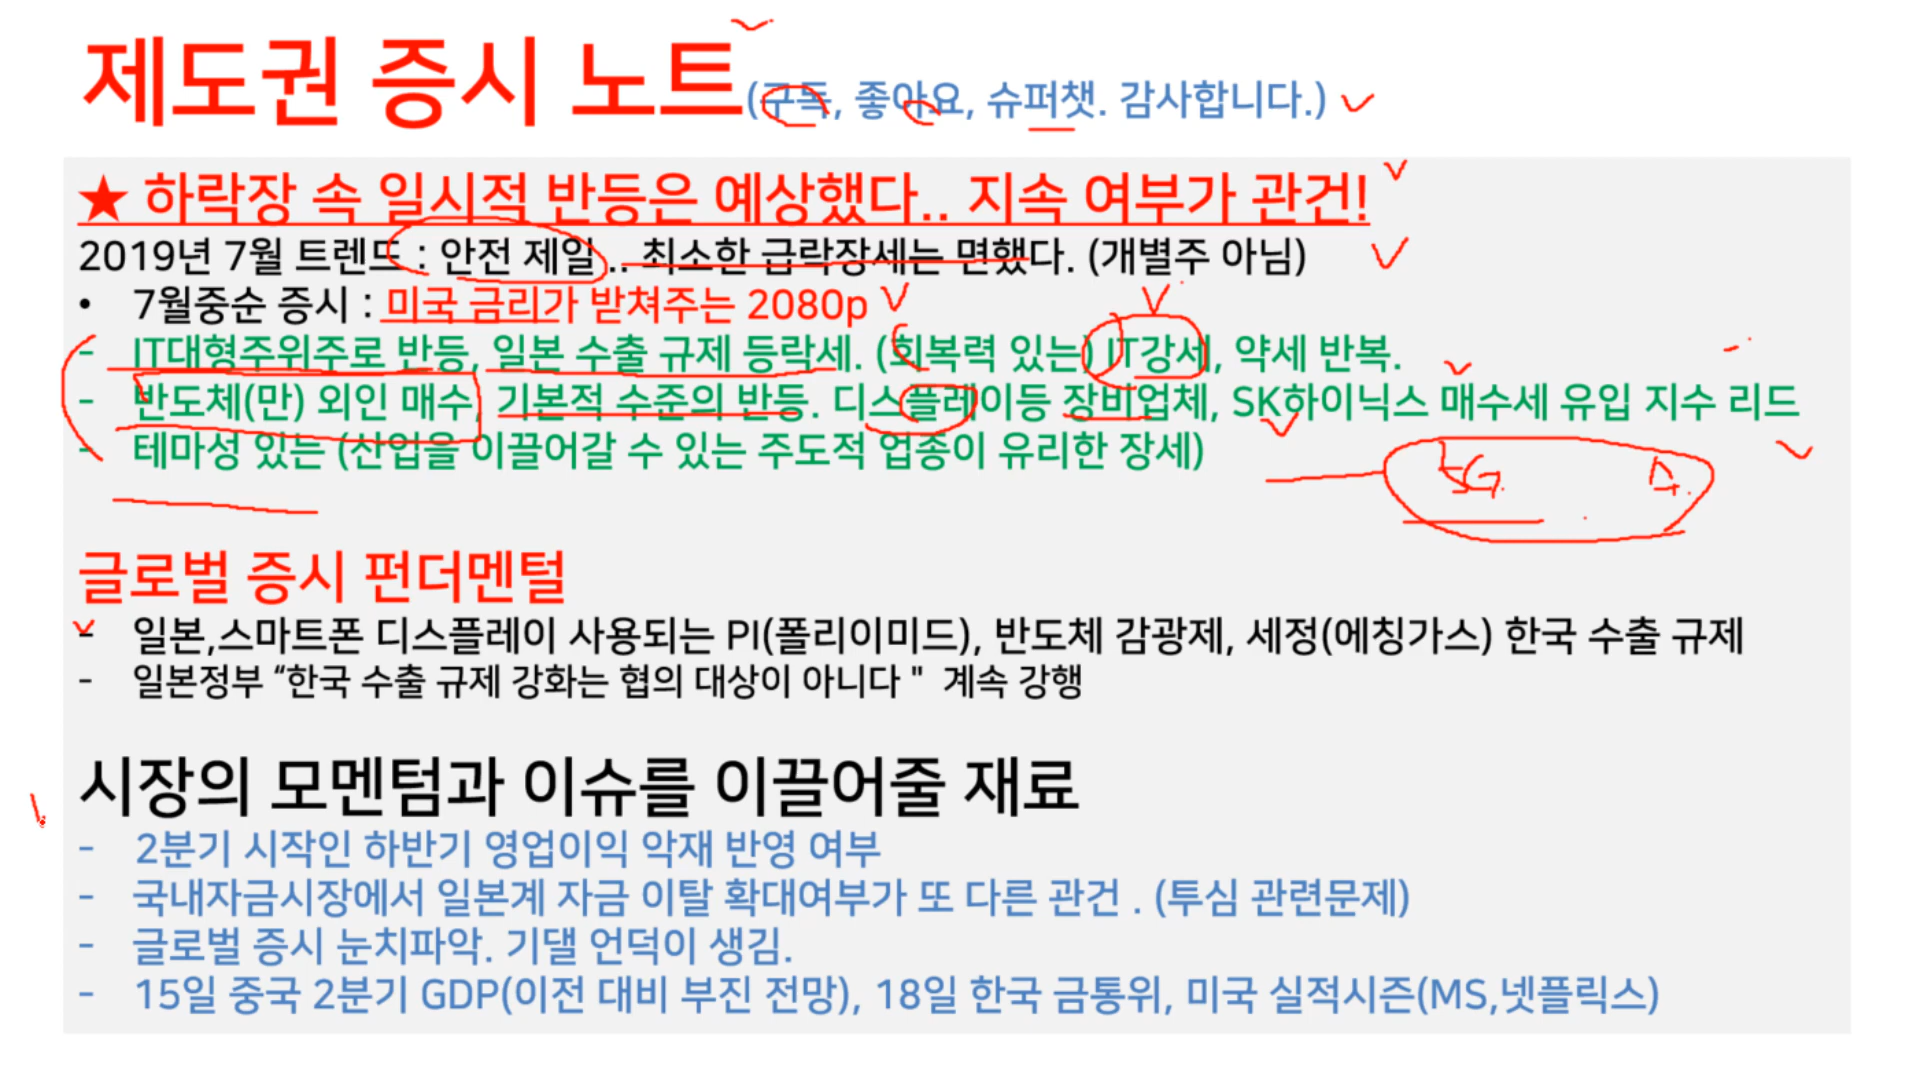 제도권 증시 노트(구독, 좋아요, 슈퍼챗. 감사합니다.)
★ 하락장 속 일시적 반등은 예상했다.. 지속 여부가 관건!
2019년 7월 트렌드 : 안전 제일 .. 최소한 급락장세는 면했다. (개별주 아님)
• 7월중순 증시 : 미국 금리가 받쳐주는 2080p
- IT대형주위주로 반등, 일본 수출 규제 등락세. (회복력 있는) IT강세, 약세 반복.
- 반도체(만) 외인 매수, 기본적 수준의 반등. 디스플레이등 장비업체, SK하이닉스 매수세 유입 지수 리드
- 테마성 있는 (산업을 이끌어갈 수 있는 주도적 업종이 유리한 장세)
5G
글로벌 증시 펀더멘털
- 일본,스마트폰 디스플레이 사용되는 PI(폴리이미드), 반도체 감광제, 세정(에칭가스) 한국 수출 규제
- 일본정부 “한국 수출 규제 강화는 협의 대상이 아니다 " 계속 강행
시장의 모멘텀과 이슈를 이끌어줄 재료
- 2분기 시작인 하반기 영업이익 악재 반영 여부
- 국내자금시장에서 일본계 자금 이탈 확대여부가 또 다른 관건 . (투심 관련문제)
- 글로벌 증시 눈치파악. 기댈 언덕이 생김.
- 15일 중국 2분기 GDP(이전 대비 부진 전망), 18일 한국 금통위, 미국 실적시즌(MS,넷플릭스)